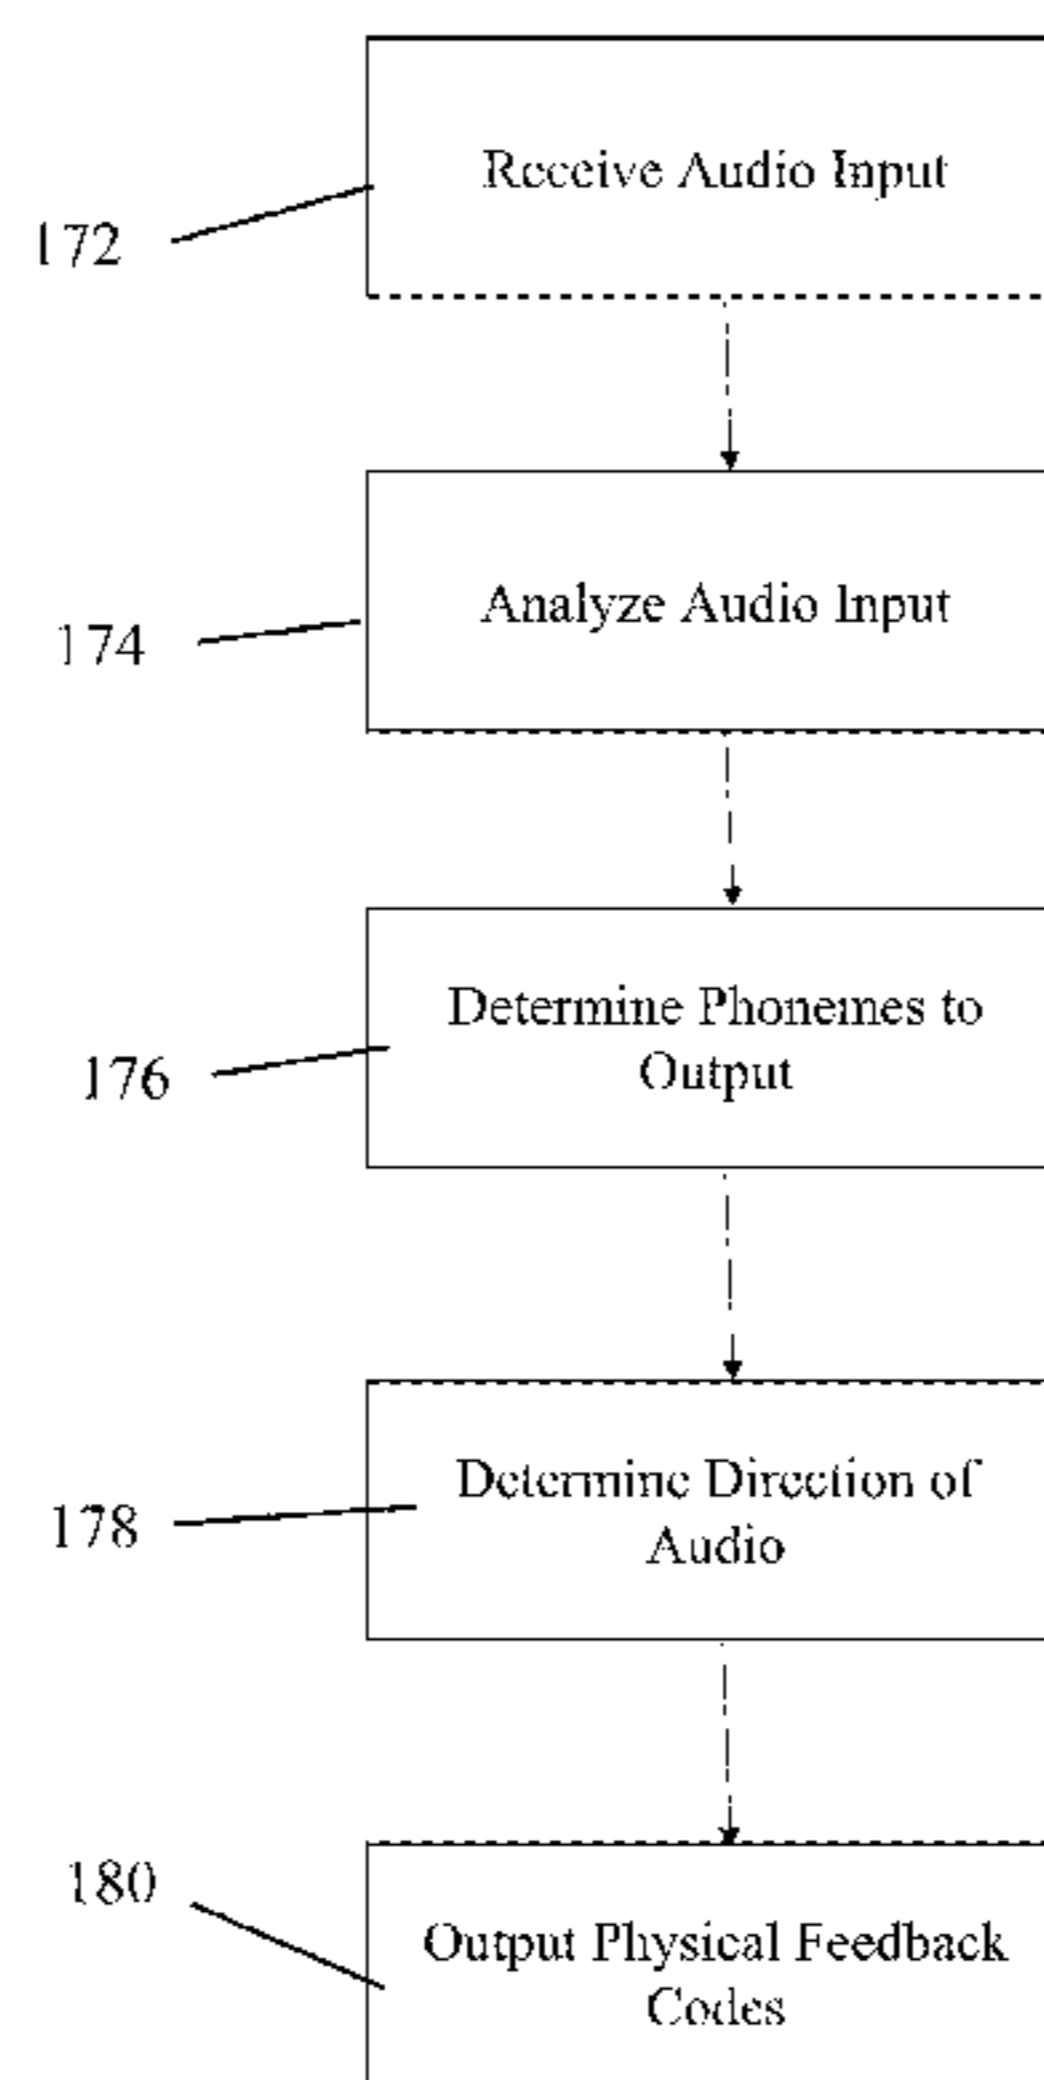 Receive Audio Input
172
Analyze Audio Input
174
Determine Phonemes to
Output
176
Determine Direction of
Audio
178
180
Output Physical Feedback
Codes